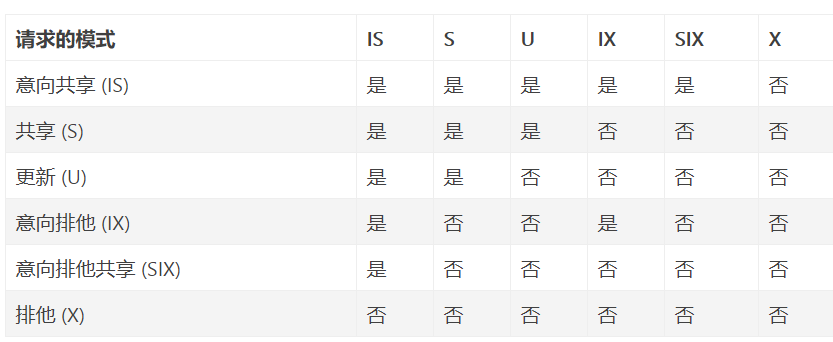 请求的模式 IS S U IX SIX X
意向共享 (IS) 是 是 是 是 是 否
共享 (S) 是 是 是 否 否 否
更新 (U) 是 是 否 否 否 否
意向排他 (IX) 是 否 否 是 否 否
意向排他共享 (SIX) 是 否 否 否 否 否
排他 (X) 否 否 否 否 否 否